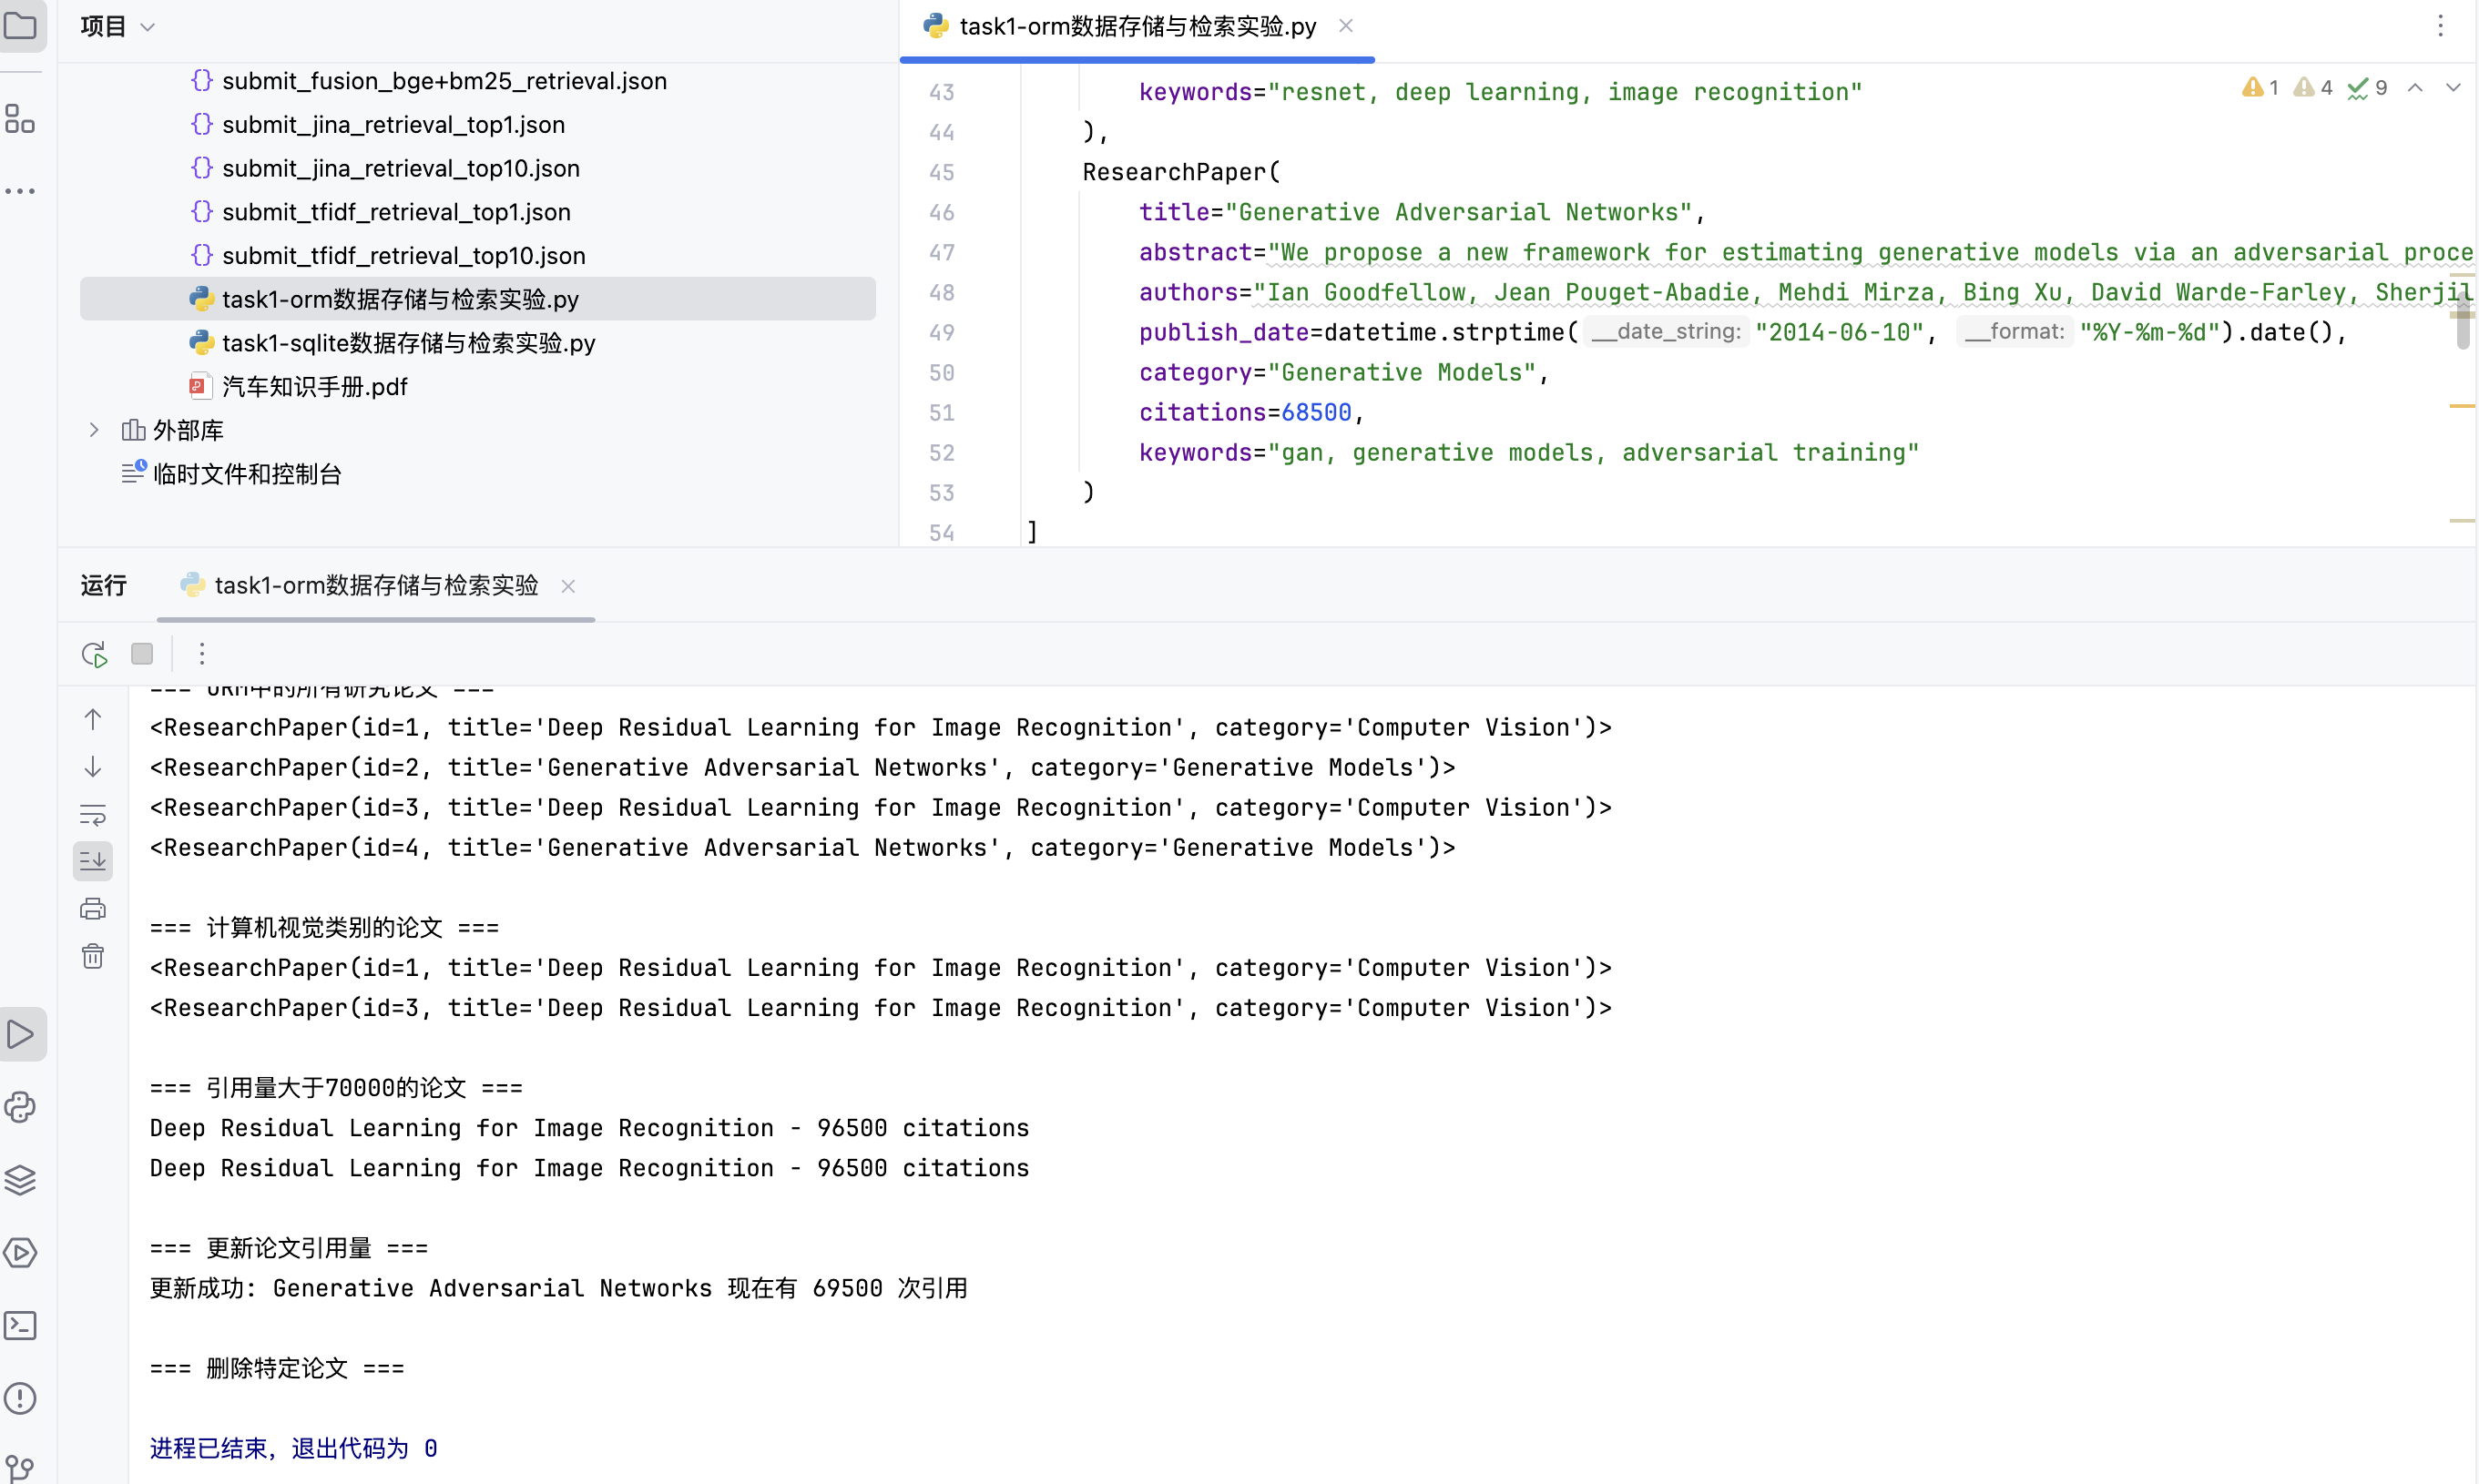 项目
submit_fusion_bge+bm25_retrieval.json
submit_jina_retrieval_top1.json
submit_jina_retrieval_top10.json
submit_tfidf_retrieval_top1.json
submit_tfidf_retrieval_top10.json
task1-orm数据存储与检索实验.py
task1-sqlite数据存储与检索实验.py
汽车知识手册.pdf
外部库
临时文件和控制台
task1-orm数据存储与检索实验.py
1 4 9
43 keywords="resnet, deep learning, image recognition"
44 ),
45 ResearchPaper(
46 title="Generative Adversarial Networks",
47 abstract="We propose a new framework for estimating generative models via an adversarial proce
48 authors="Ian Goodfellow, Jean Pouget-Abadie, Mehdi Mirza, Bing Xu, David Warde-Farley, Sherjil
49 publish_date=datetime.strptime( __date_string: "2014-06-10", __format: "%Y-%m-%d").date(),
50 category="Generative Models",
51 citations=68500,
52 keywords="gan, generative models, adversarial training"
53 )
54 ]
运行
task1-orm数据存储与检索实验
=== ORM中的所有研究论文 ===
<ResearchPaper(id=1, title='Deep Residual Learning for Image Recognition', category='Computer Vision')>
<ResearchPaper(id=2, title='Generative Adversarial Networks', category='Generative Models')>
<ResearchPaper(id=3, title='Deep Residual Learning for Image Recognition', category='Computer Vision')>
<ResearchPaper(id=4, title='Generative Adversarial Networks', category='Generative Models')>
=== 计算机视觉类别的论文 ===
<ResearchPaper(id=1, title='Deep Residual Learning for Image Recognition', category='Computer Vision')>
<ResearchPaper(id=3, title='Deep Residual Learning for Image Recognition', category='Computer Vision')>
=== 引用量大于70000的论文 ===
Deep Residual Learning for Image Recognition - 96500 citations
Deep Residual Learning for Image Recognition - 96500 citations
=== 更新论文引用量 ===
更新成功: Generative Adversarial Networks 现在有 69500 次引用
=== 删除特定论文 ===
进程已结束，退出代码为 0